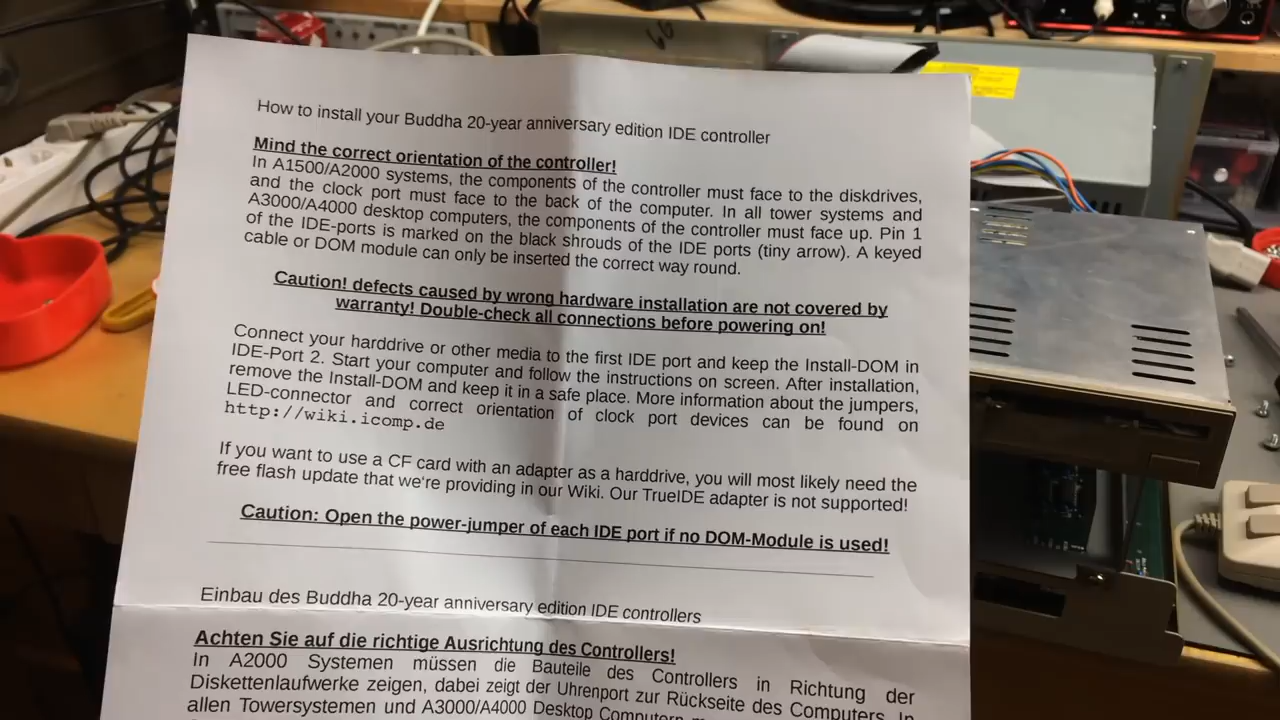 How to install your Buddha 20-year anniversary edition IDE controller
Mind the correct orientation of the controller!
In A1500/A2000 systems, the components of the controller must face to the diskdrives,
and the clock port must face to the back of the computer. In all tower systems and
A3000/A4000 desktop computers, the components of the controller must face up. Pin 1
of the IDE-ports is marked on the black shrouds of the IDE ports (tiny arrow). A keyed
cable or DOM module can only be inserted the correct way round.
Caution! defects caused by wrong hardware installation are not covered by
warranty! Double-check all connections before powering on!
Connect your harddrive or other media to the first IDE port and keep the Install-DOM in
IDE-Port 2. Start your computer and follow the instructions on screen. After installation,
remove the Install-DOM and keep it in a safe place. More information about the jumpers,
LED-connector and correct orientation of clock port devices can be found on
http://wiki.icomp.de
If you want to use a CF card with an adapter as a harddrive, you will most likely need the
free flash update that we're providing in our Wiki. Our TrueIDE adapter is not supported!
Caution: Open the power-jumper of each IDE port if no DOM-Module is used!
Einbau des Buddha 20-year anniversary edition IDE controllers
Achten Sie auf die richtige Ausrichtung des Controllers!
In A2000 Systemen müssen die Bauteile des Controllers in Richtung der
Diskettenlaufwerke zeigen, dabei zeigt der Uhrenport zur Rückseite des Computers. In
allen Towersystemen und A3000/A4000 Desktop Computern